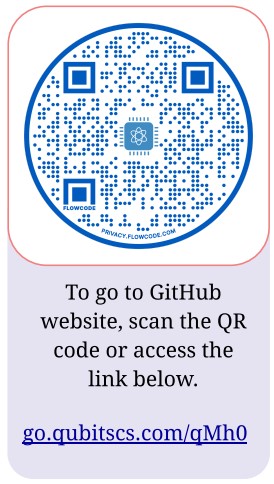 FLOWCODE
PRIVACY.FLOWCODE.COM
To go to GitHub
website, scan the QR
code or access the
link below.
go.qubitscs.com/qMh0